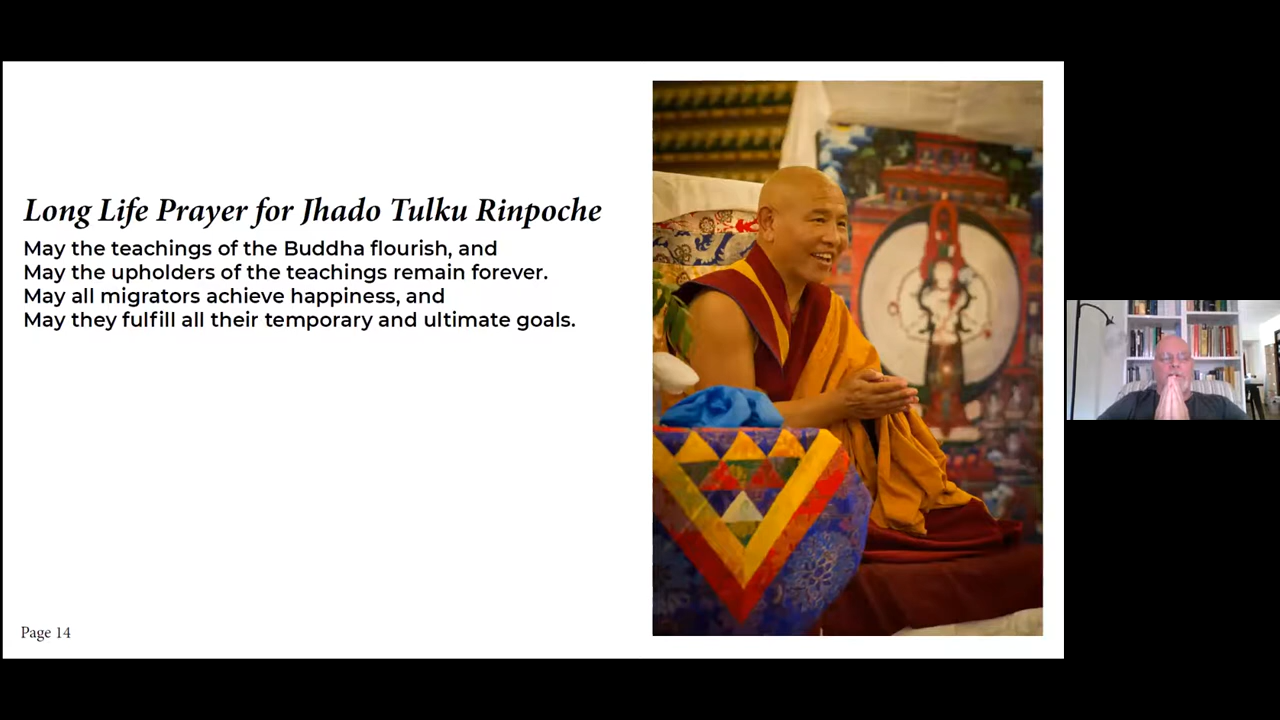 Long Life Prayer for Jhado Tulku Rinpoche
May the teachings of the Buddha flourish, and
May the upholders of the teachings remain forever.
May all migrators achieve happiness, and
May they fulfill all their temporary and ultimate goals.
Page 14